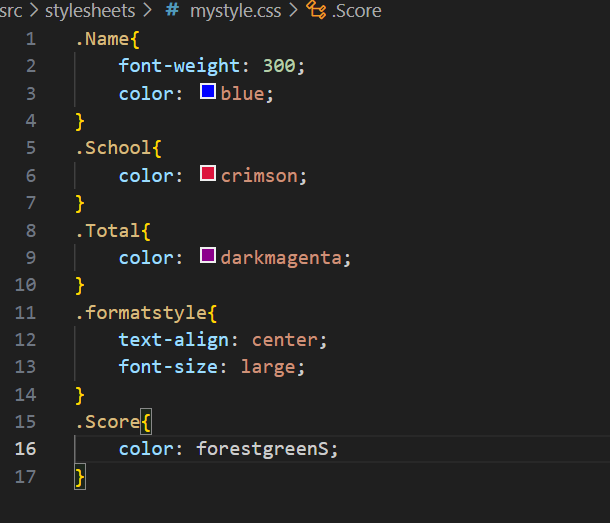 src > stylesheets > # mystyle.css > .Score
1 .Name{
2 font-weight: 300;
3 color: blue;
4 }
5 .School{
6 color: crimson;
7 }
8 .Total{
9 color: darkmagenta;
10 }
11 .formatstyle{
12 text-align: center;
13 font-size: large;
14 }
15 .Score{
16 color: forestgreenS;
17 }